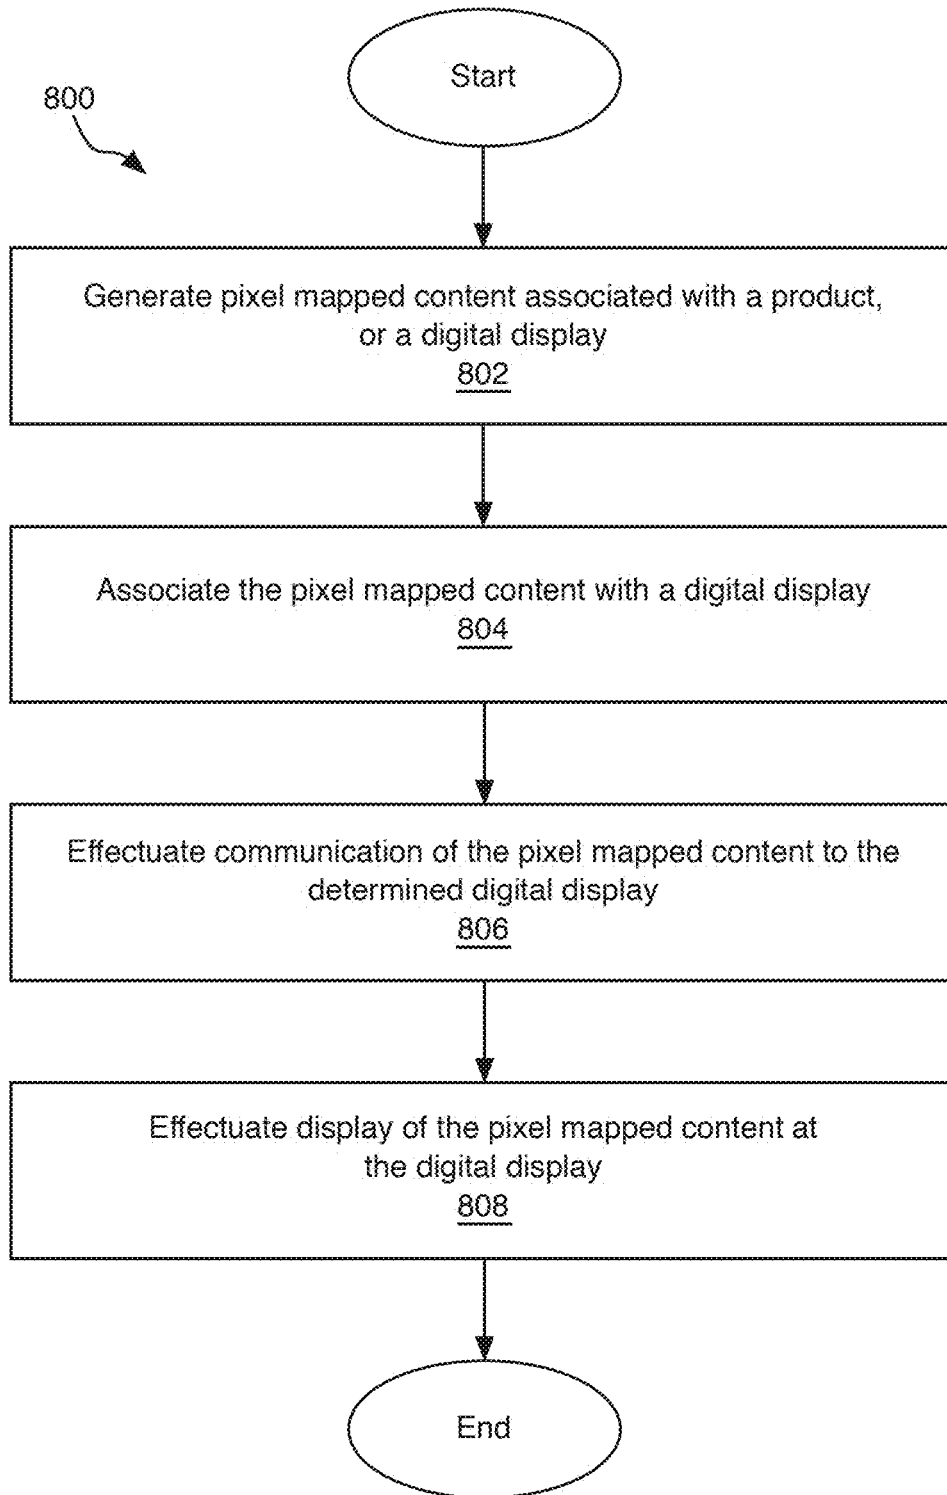 Start
800
Generate pixel mapped content associated with a product,
or a digital display
802
Associate the pixel mapped content with a digital display
804
Effectuate communication of the pixel mapped content to the
determined digital display
806
Effectuate display of the pixel mapped content at
the digital display
808
End